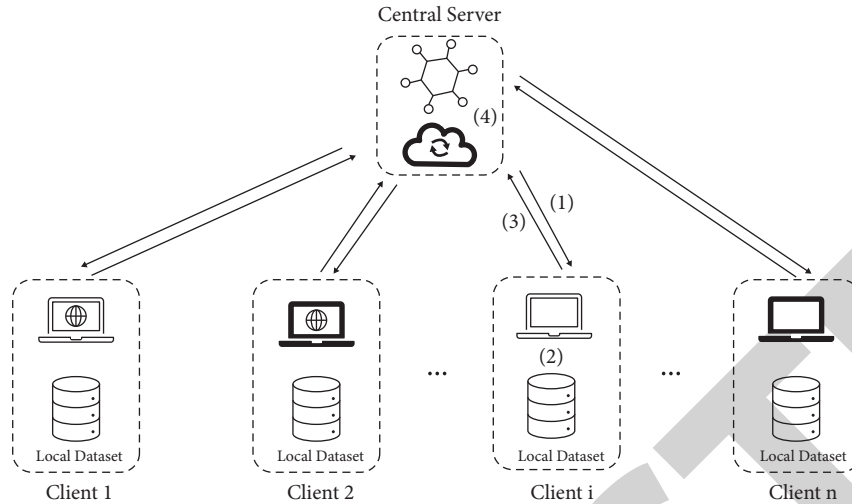 Central Server
(4)
(1)
(3)
(2)
...
...
Local Dataset
Local Dataset
Local Dataset
Local Dataset
Client 1
Client 2
Client i
Client n